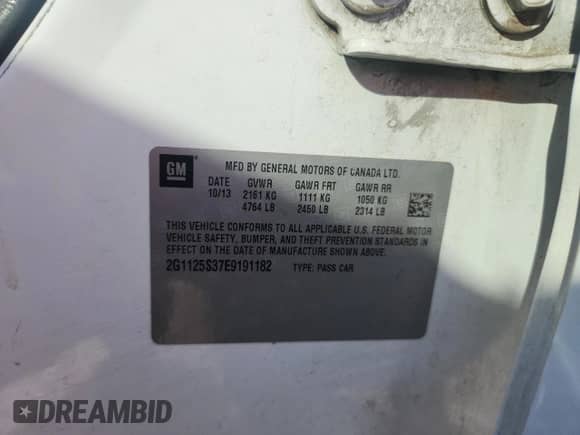 GM
MFD BY GENERAL MOTORS OF CANADA LTD.
DATE GVWR GAWR FRT GAWR RR
10/13 2161 KG 1111 KG 1050 KG
4764 LB 2450 LB 2314 LB
THIS VEHICLE CONFORMS TO ALL APPLICABLE U.S. FEDERAL MOTOR
VEHICLE SAFETY, BUMPER, AND THEFT PREVENTION STANDARDS IN
EFFECT ON THE DATE OF MANUFACTURE SHOWN ABOVE.
2G1125S37E9191182 TYPE: PASS CAR
DREAMBID